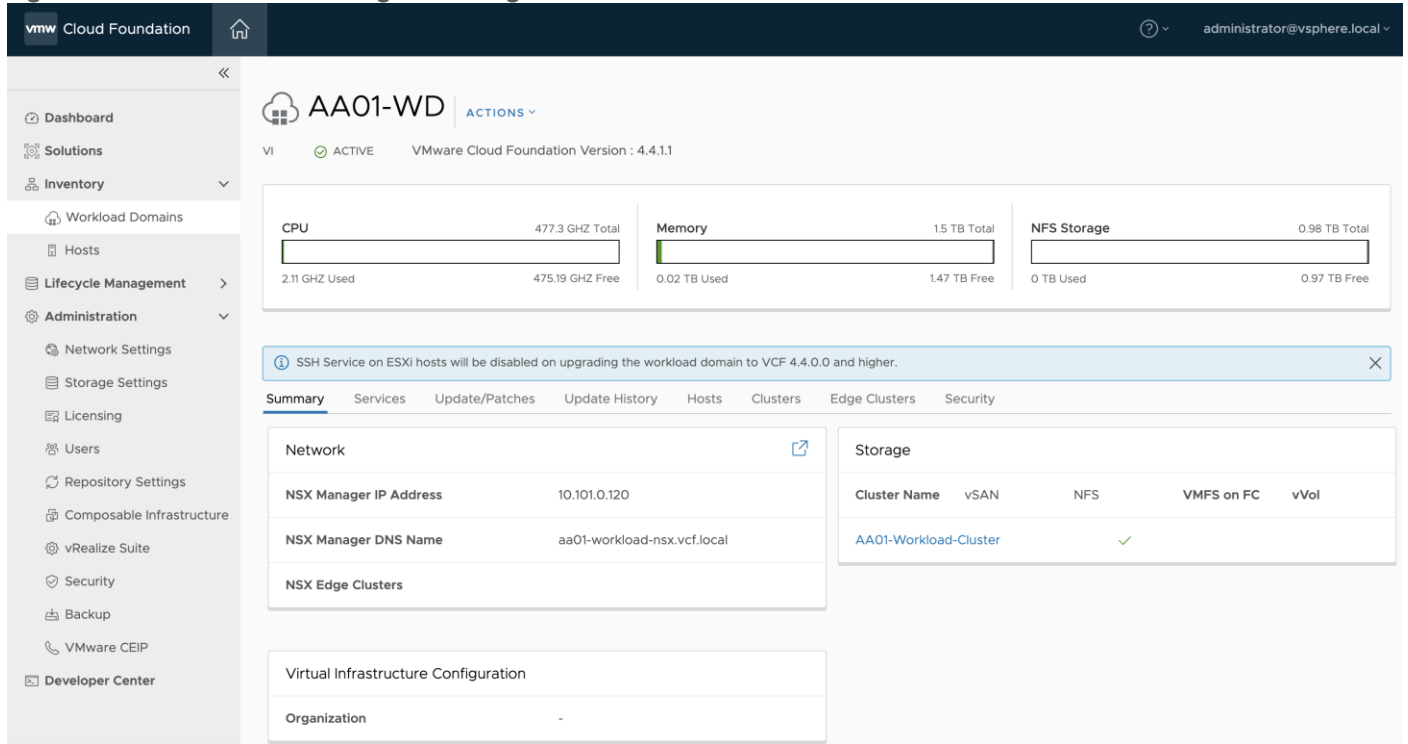 vmw Cloud Foundation
administrator@vsphere.local
Dashboard
Solutions
Inventory
Workload Domains
Hosts
Lifecycle Management
Administration
Network Settings
Storage Settings
Licensing
Users
Repository Settings
Composable Infrastructure
vRealize Suite
Security
Backup
VMware CEIP
Developer Center
AA01-WD ACTIONS
VI ACTIVE VMware Cloud Foundation Version : 4.4.1.1
CPU 477.3 GHZ Total
2.11 GHZ Used 475.19 GHZ Free
Memory 1.5 TB Total
0.02 TB Used 1.47 TB Free
NFS Storage 0.98 TB Total
0 TB Used 0.97 TB Free
SSH Service on ESXi hosts will be disabled on upgrading the workload domain to VCF 4.4.0.0 and higher.
Summary Services Update/Patches Update History Hosts Clusters Edge Clusters Security
Network
NSX Manager IP Address 10.101.0.120
NSX Manager DNS Name aa01-workload-nsx.vcf.local
NSX Edge Clusters
Storage
Cluster Name vSAN NFS VMFS on FC vVol
AA01-Workload-Cluster
Virtual Infrastructure Configuration
Organization -